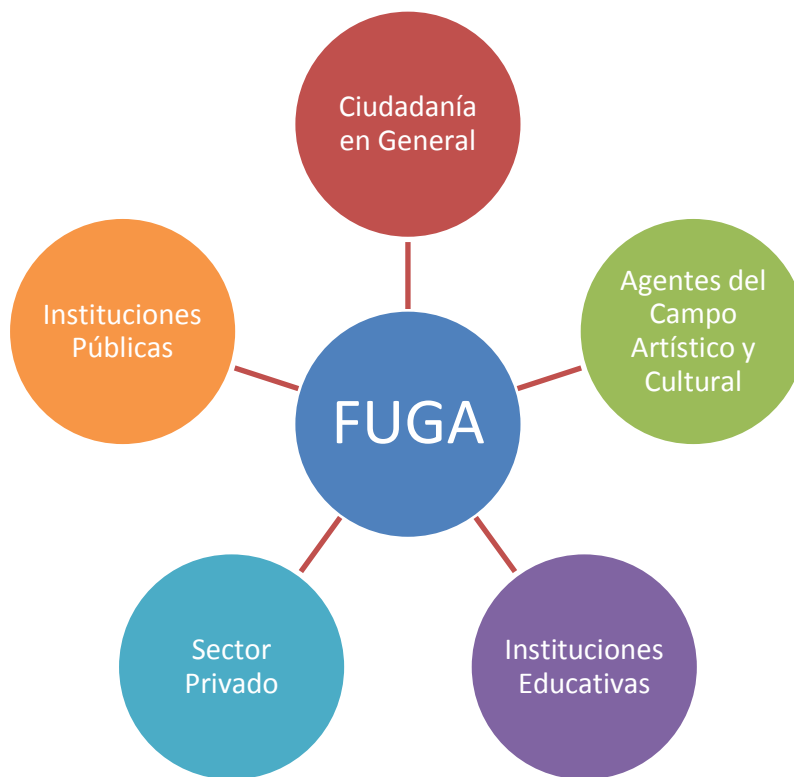 Ciudadanía
en General
Agentes del
Campo
Artístico y
Cultural
Instituciones
Públicas
FUGA
Sector
Privado
Instituciones
Educativas